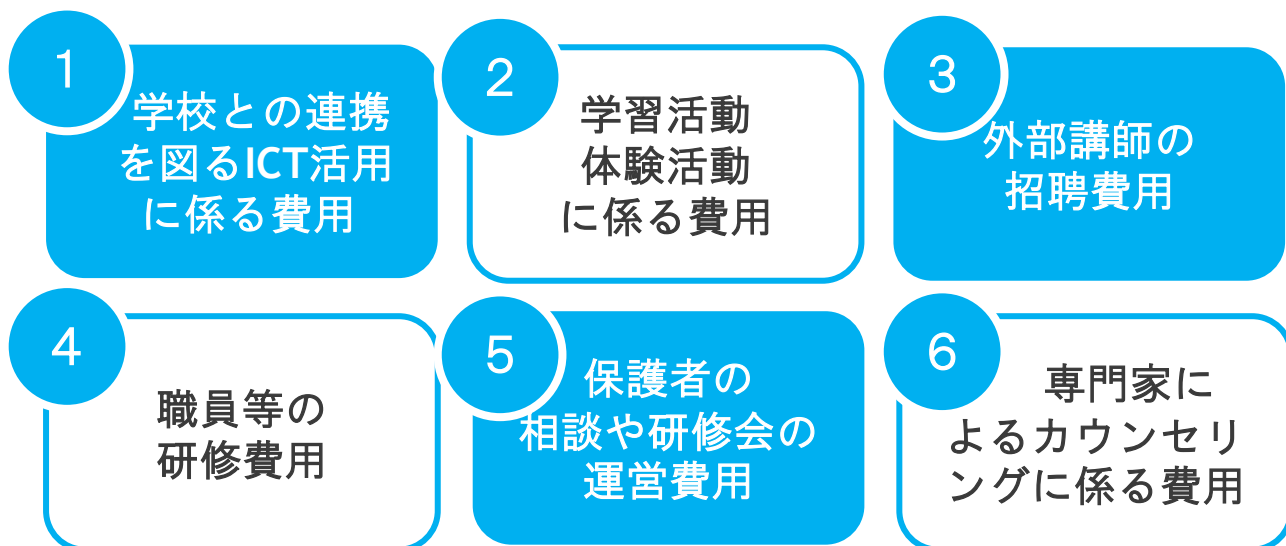 1
学校との連携
を図るICT活用
に係る費用
2
学習活動
体験活動
に係る費用
3
外部講師の
招聘費用
4
職員等の
研修費用
5
保護者の
相談や研修会の
運営費用
6
専門家に
よるカウンセリ
ングに係る費用